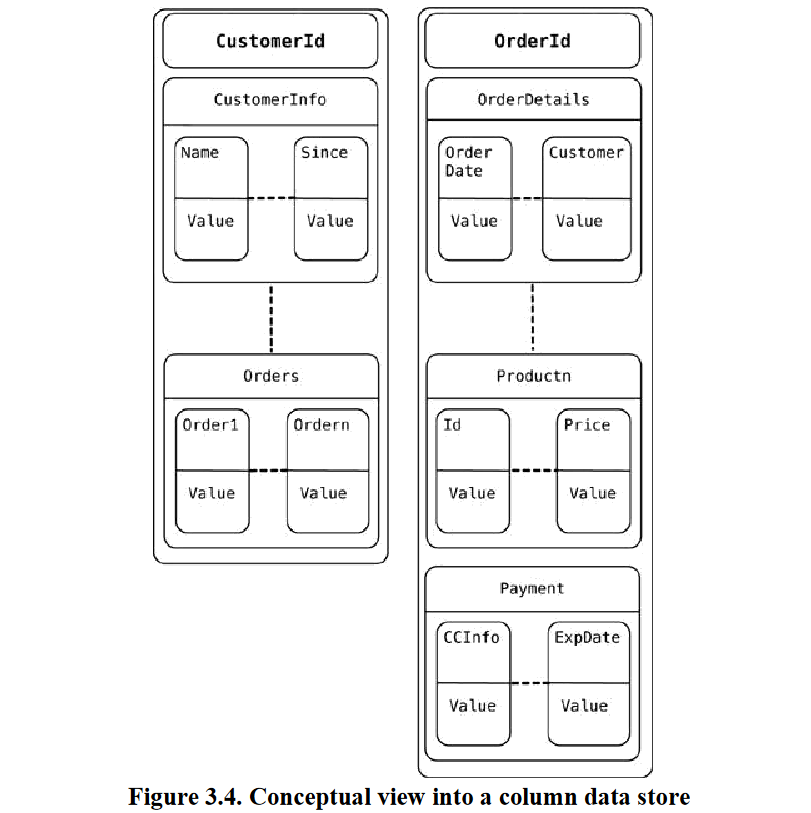 CustomerId
CustomerInfo
Name
Since
Value
Value
Orders
Order1
Ordern
Value
Value
OrderId
OrderDetails
Order
Date
Customer
Value
Value
Productn
Id
Price
Value
Value
Payment
CCInfo
ExpDate
Value
Value
Figure 3.4. Conceptual view into a column data store